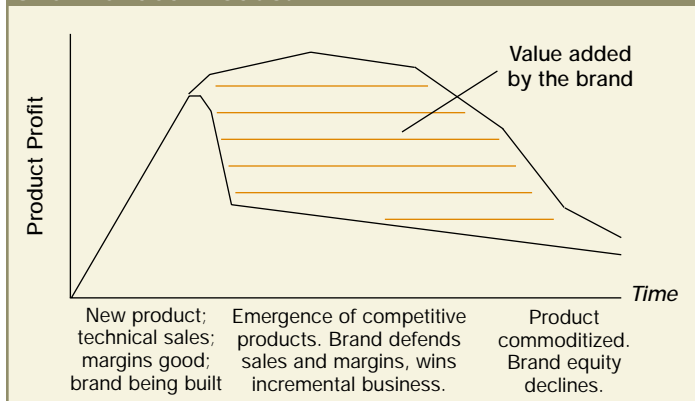 Value added
by the brand
Product Profit
Time
New product;
technical sales;
margins good;
brand being built
Emergence of competitive
products. Brand defends
sales and margins, wins
incremental business.
Product
commoditized.
Brand equity
declines.